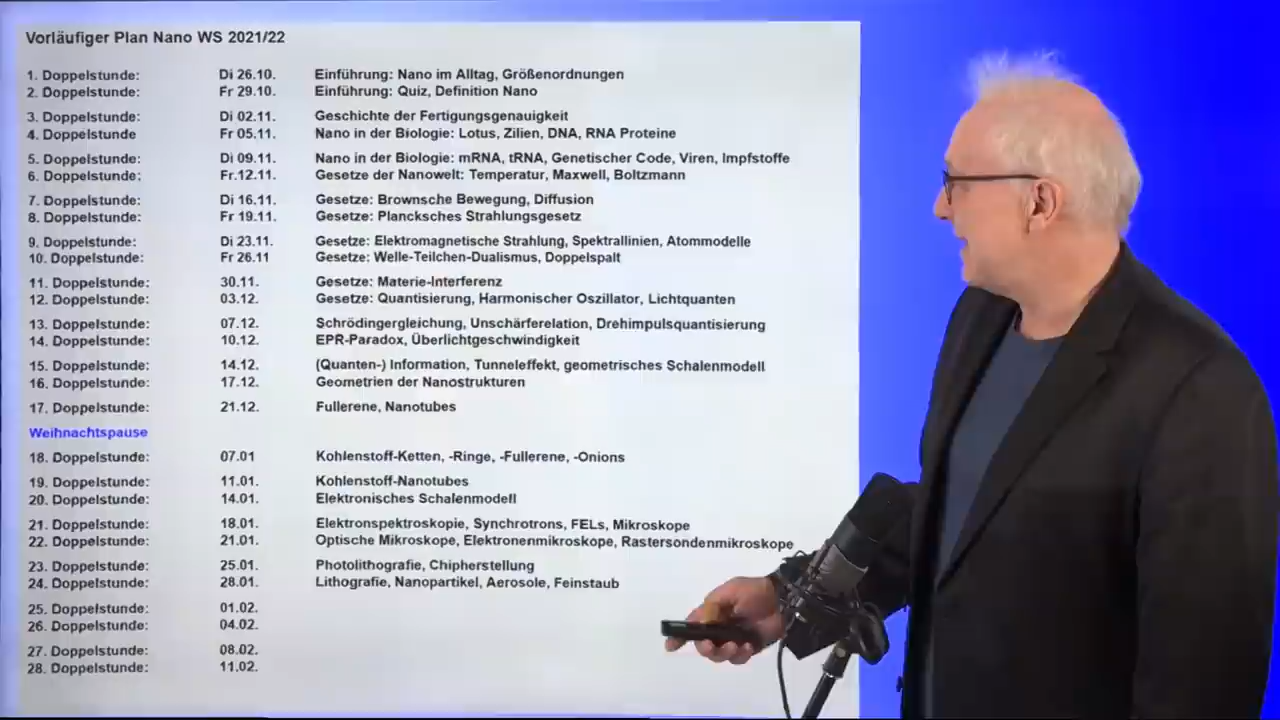 Vorläufiger Plan Nano WS 2021/22
1. Doppelstunde: Di 26.10. Einführung: Nano im Alltag, Größenordnungen
2. Doppelstunde: Fr 29.10. Einführung: Quiz, Definition Nano
3. Doppelstunde: Di 02.11. Geschichte der Fertigungsgenauigkeit
4. Doppelstunde Fr 05.11. Nano in der Biologie: Lotus, Zilien, DNA, RNA Proteine
5. Doppelstunde: Di 09.11. Nano in der Biologie: mRNA, tRNA, Genetischer Code, Viren, Impfstoffe
6. Doppelstunde: Fr.12.11. Gesetze der Nanowelt: Temperatur, Maxwell, Boltzmann
7. Doppelstunde: Di 16.11. Gesetze: Brownsche Bewegung, Diffusion
8. Doppelstunde: Fr 19.11. Gesetze: Plancksches Strahlungsgesetz
9. Doppelstunde: Di 23.11. Gesetze: Elektromagnetische Strahlung, Spektrallinien, Atommodelle
10. Doppelstunde: Fr 26.11 Gesetze: Welle-Teilchen-Dualismus, Doppelspalt
11. Doppelstunde: 30.11. Gesetze: Materie-Interferenz
12. Doppelstunde: 03.12. Gesetze: Quantisierung, Harmonischer Oszillator, Lichtquanten
13. Doppelstunde: 07.12. Schrödingergleichung, Unschärferelation, Drehimpulsquantisierung
14. Doppelstunde: 10.12. EPR-Paradox, Überlichtgeschwindigkeit
15. Doppelstunde: 14.12. (Quanten-) Information, Tunneleffekt, geometrisches Schalenmodell
16. Doppelstunde: 17.12. Geometrien der Nanostrukturen
17. Doppelstunde: 21.12. Fullerene, Nanotubes
Weihnachtspause
18. Doppelstunde: 07.01 Kohlenstoff-Ketten, -Ringe, -Fullerene, -Onions
19. Doppelstunde: 11.01. Kohlenstoff-Nanotubes
20. Doppelstunde: 14.01. Elektronisches Schalenmodell
21. Doppelstunde: 18.01. Elektronspektroskopie, Synchrotrons, FELs, Mikroskope
22. Doppelstunde: 21.01. Optische Mikroskope, Elektronenmikroskope, Rastersondenmikroskope
23. Doppelstunde: 25.01. Photolithografie, Chipherstellung
24. Doppelstunde: 28.01. Lithografie, Nanopartikel, Aerosole, Feinstaub
25. Doppelstunde: 01.02.
26. Doppelstunde: 04.02.
27. Doppelstunde: 08.02.
28. Doppelstunde: 11.02.